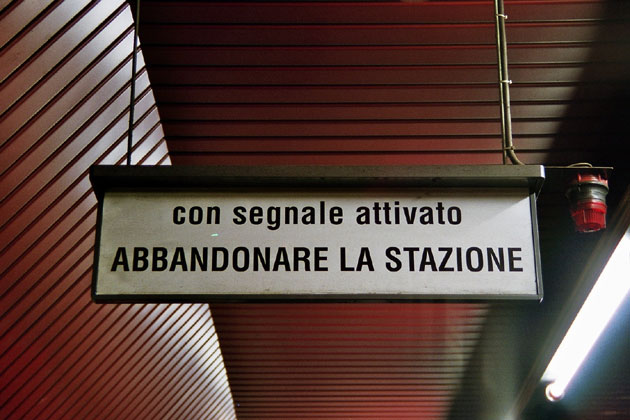 con segnale attivato
ABBANDONARE LA STAZIONE